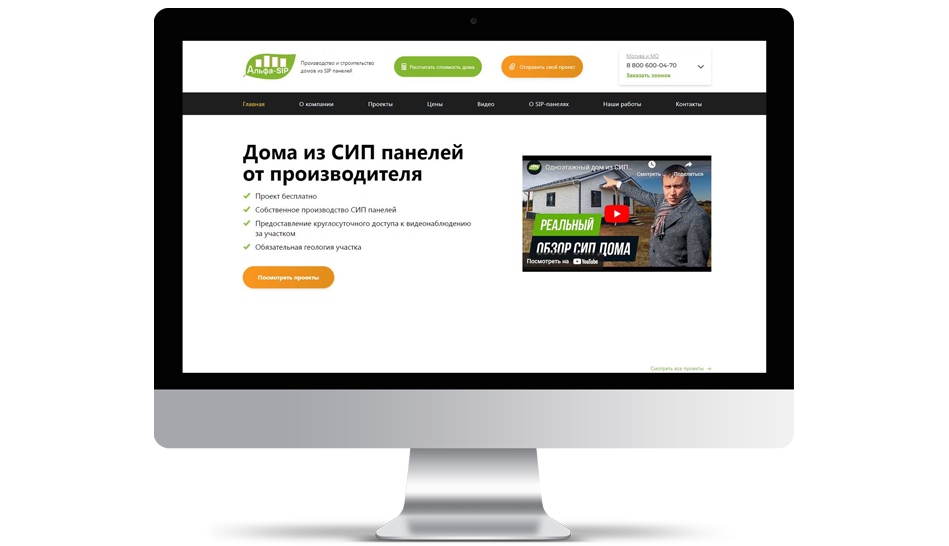 Альфа-SIP
Производство и строительство
домов из SIP панелей
Рассчитать стоимость дома
Отправить свой проект
Москва и МО
8 800 600-04-70
Заказать звонок
Главная
О компании
Проекты
Цены
Видео
О SIP-панелях
Наши работы
Контакты
Дома из СИП панелей
от производителя
Проект бесплатно
Собственное производство СИП панелей
Предоставление круглосуточного доступа к видеонаблюдению
за участком
Обязательная геология участка
Посмотреть проекты
Одноэтажный дом из СИП...
Смотреть ...
Поделиться
РЕАЛЬНЫЙ
ОБЗОР СИП ДОМА
Посмотреть на YouTube
Смотреть все проекты →